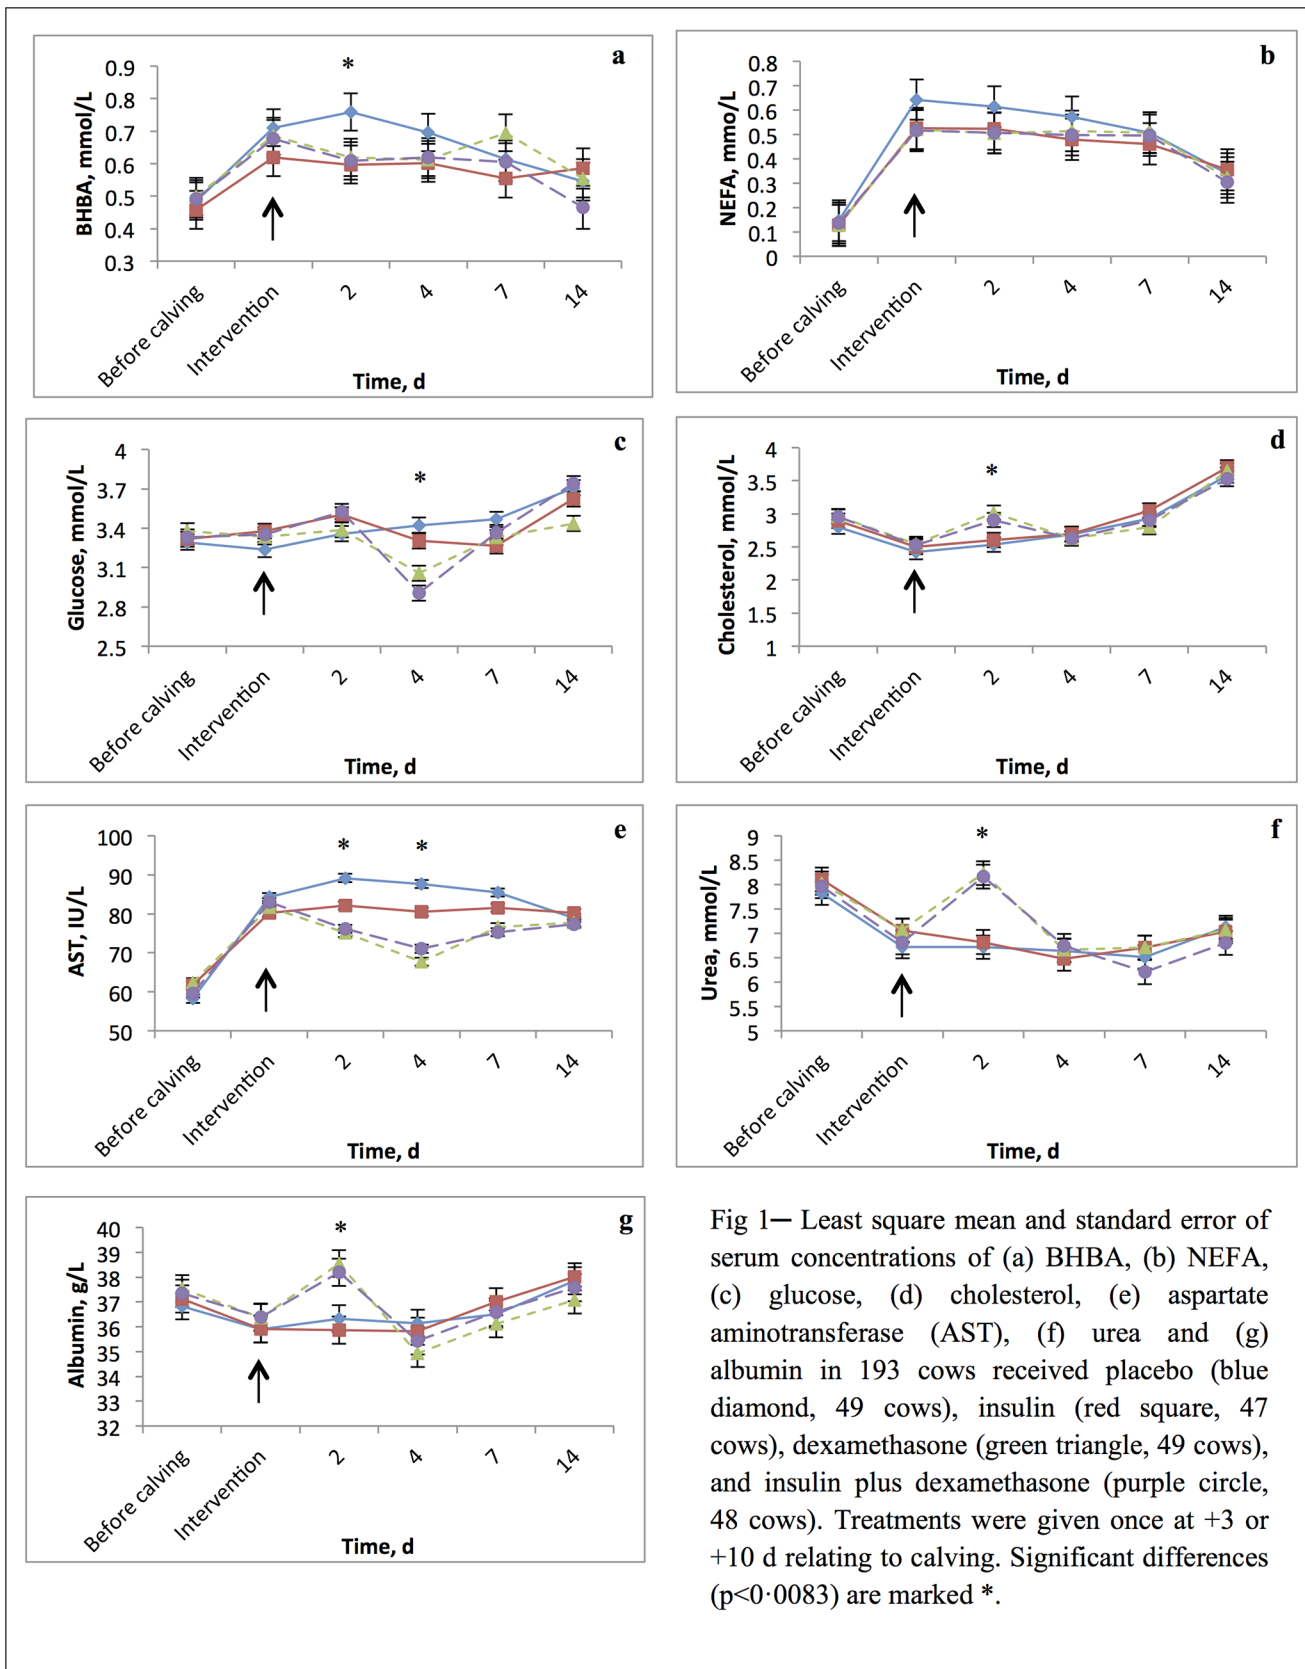 a
*
BHBA, mmol/L
0.9
0.8
0.7
0.6
0.5
0.4
0.3
Before calving
Intervention
2
4
7
14
Time, d
b
NEFA, mmo/L
0.8
0.7
0.6
0.5
0.4
0.3
0.2
0.1
0
Before calving
Intervention
2
4
7
14
Time, d
c
*
Glucose, mmol/L
4
3.7
3.4
3.1
2.8
2.5
Before calving
Intervention
2
4
7
14
Time, d
d
*
Cholesterol, mmol/L
4
3.5
3
2.5
2
1.5
1
Before calving
Intervention
2
4
7
14
Time, d
e
* *
AST, IU/L
100
90
80
70
60
50
Before calving
Intervention
2
4
7
14
Time, d
f
*
Urea, mmol/L
9
8.5
8
7.5
7
6.5
6
5.5
5
Before calving
Intervention
2
4
7
14
Time, d
g
*
Albumin, g/L
40
39
38
37
36
35
34
33
32
Before calving
Intervention
2
4
7
14
Time, d
Fig 1— Least square mean and standard error of
serum concentrations of (a) BHBA, (b) NEFA,
(c) glucose, (d) cholesterol, (e) aspartate
aminotransferase (AST), (f) urea and (g)
albumin in 193 cows received placebo (blue
diamond, 49 cows), insulin (red square, 47
cows), dexamethasone (green triangle, 49 cows),
and insulin plus dexamethasone (purple circle,
48 cows). Treatments were given once at +3 or
+10 d relating to calving. Significant differences
(p<0·0083) are marked *.